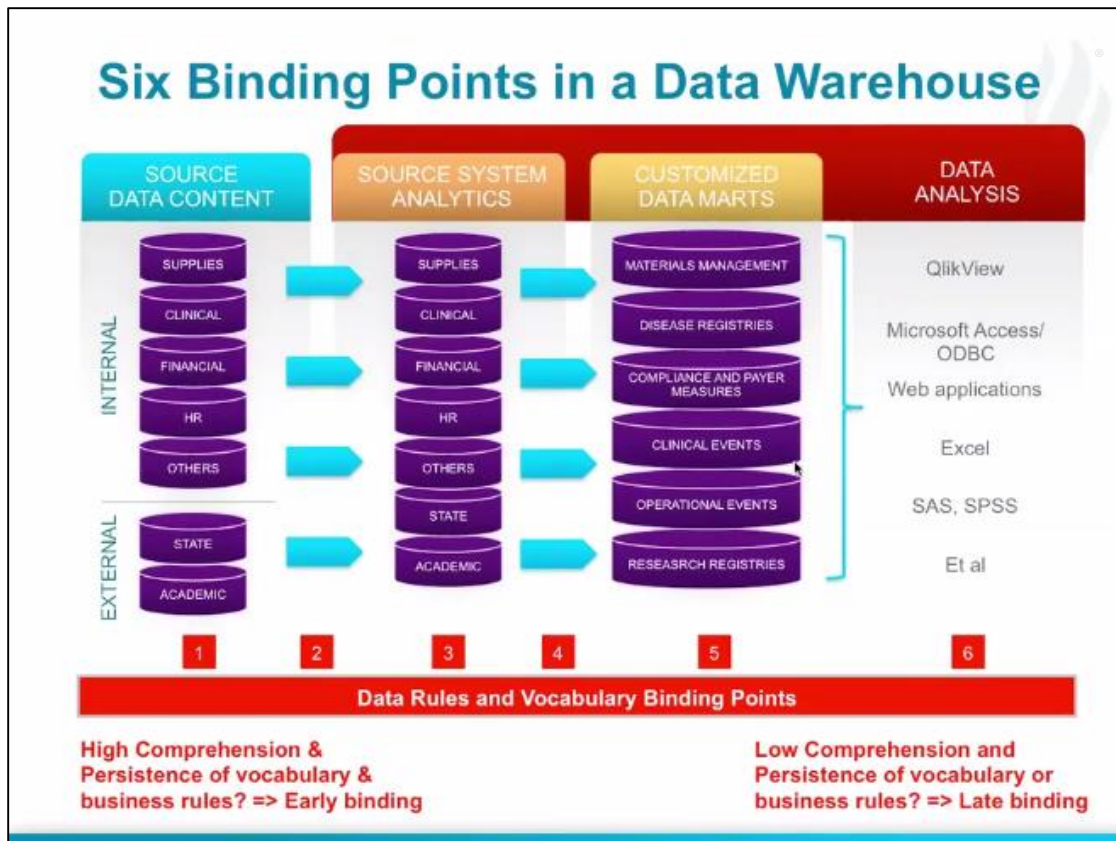 Six Binding Points in a Data Warehouse
®
SOURCE
DATA CONTENT
SOURCE SYSTEM
ANALYTICS
CUSTOMIZED
DATA MARTS
DATA
ANALYSIS
INTERNAL
SUPPLIES
CLINICAL
FINANCIAL
HR
OTHERS
EXTERNAL
STATE
ACADEMIC
SUPPLIES
CLINICAL
FINANCIAL
HR
OTHERS
STATE
ACADEMIC
MATERIALS MANAGEMENT
DISEASE REGISTRIES
COMPLIANCE AND PAYER
MEASURES
CLINICAL EVENTS
OPERATIONAL EVENTS
RESEASRCH REGISTRIES
QlikView
Microsoft Access/
ODBC
Web applications
Excel
SAS, SPSS
Et al
1
2
3
4
5
6
Data Rules and Vocabulary Binding Points
High Comprehension &
Persistence of vocabulary &
business rules? => Early binding
Low Comprehension and
Persistence of vocabulary or
business rules? => Late binding